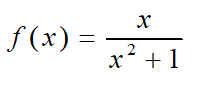 f(x) = x / (x² + 1)